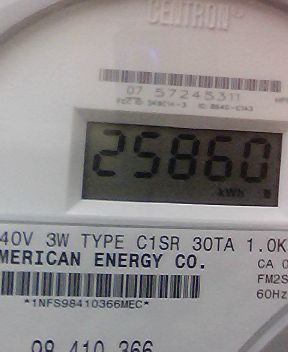 CENTRON®
07 57245311
25860
kWh
40V 3W TYPE C1SR 30TA 1.0K
MERICAN ENERGY CO.
CA 0
FM2S
60Hz
*1NFS98410366MEC*
98 410 366